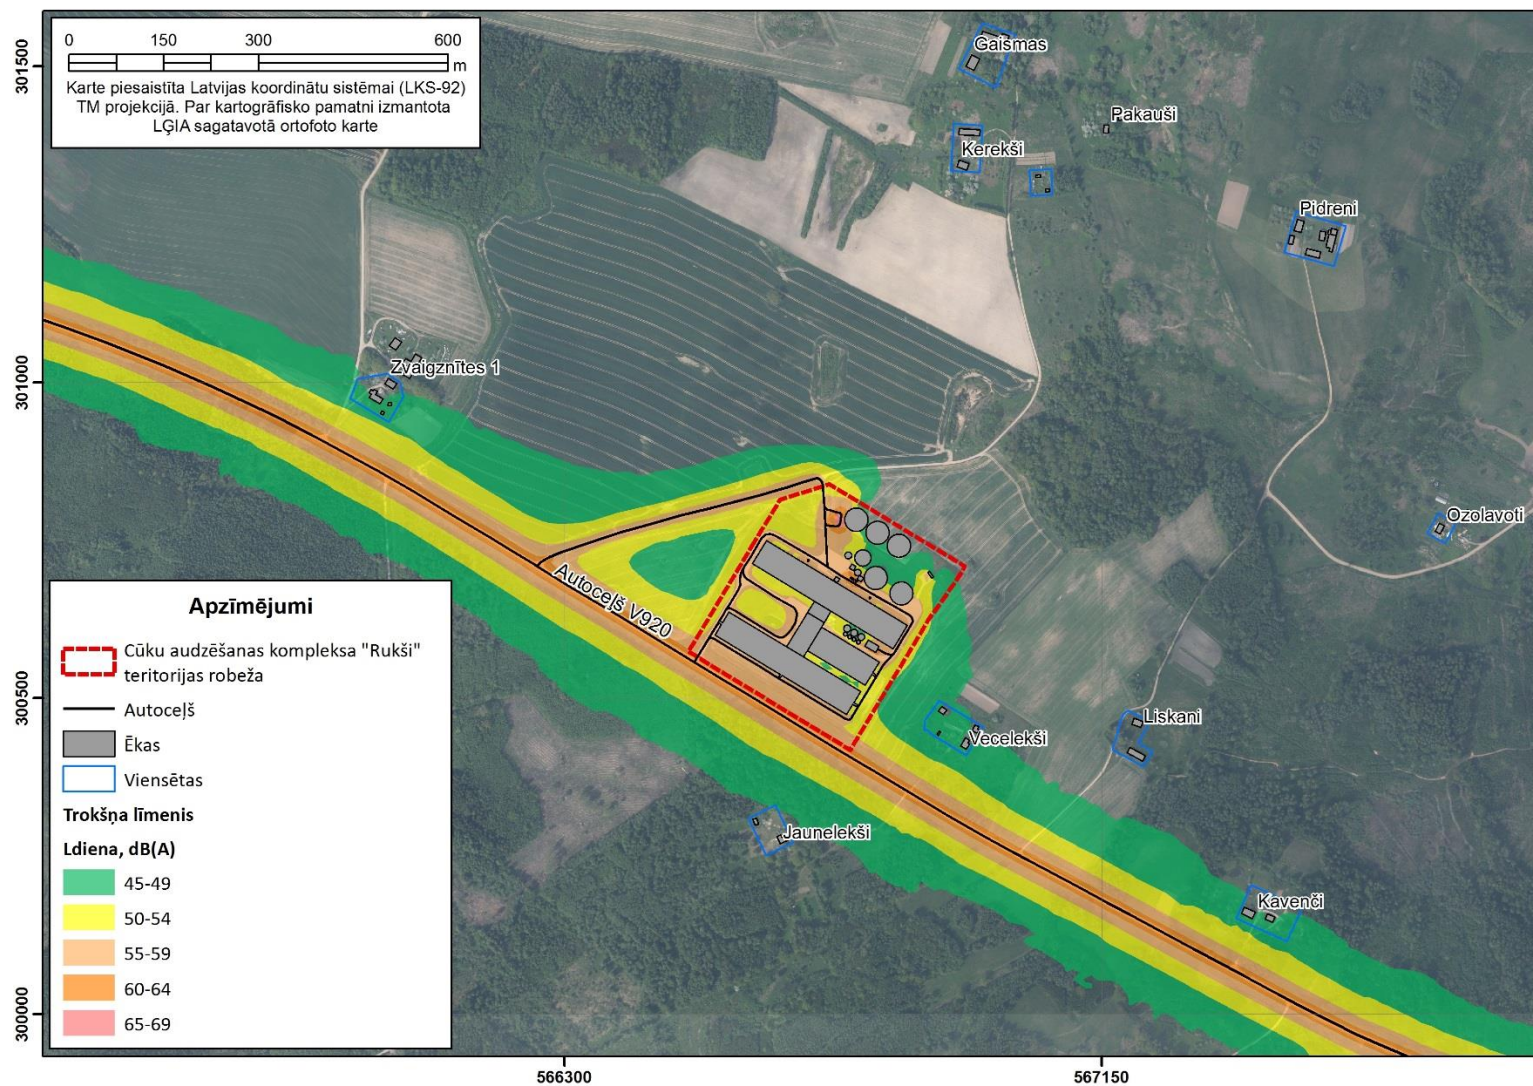 0 150 300 600
m
Karte piesaistīta Latvijas koordinātu sistēmai (LKS-92)
TM projekcijā. Par kartogrāfisko pamatni izmantota
LĢIA sagatavotā ortofoto karte
301500
301000
300500
300000
Gaismas
Pakauši
Kerekši
Pidreni
Zvaigznītes 1
Ozolavoti
Autoceļš V920
Liskani
Vecelekši
Jaunelekši
Kavenči
Apzīmējumi
Cūku audzēšanas kompleksa "Rukši"
teritorijas robeža
Autoceļš
Ēkas
Viensētas
Trokšņa līmenis
Ldiena, dB(A)
45-49
50-54
55-59
60-64
65-69
566300 567150